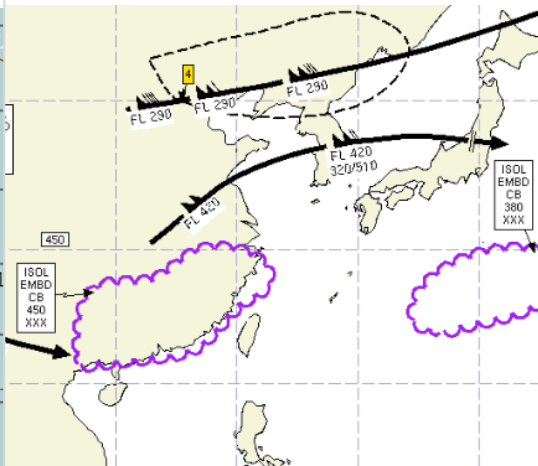 4
FL 290
FL 290
FL 290
FL 420
320/510
FL 420
ISOL
EMBD
CB
380
XXX
450
ISOL
EMBD
CB
450
XXX